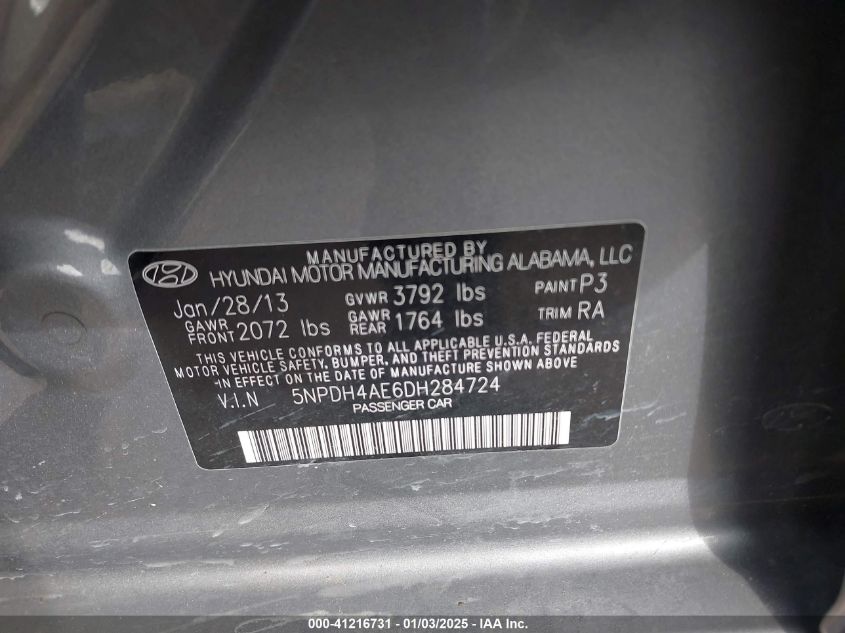 MANUFACTURED BY
HYUNDAI MOTOR MANUFACTURING ALABAMA, LLC
Jan/28/13 GVWR 3792 lbs PAINT P3
GAWR FRONT 2072 lbs GAWR REAR 1764 lbs TRIM RA
THIS VEHICLE CONFORMS TO ALL APPLICABLE U.S.A. FEDERAL
MOTOR VEHICLE SAFETY, BUMPER, AND THEFT PREVENTION STANDARDS
IN EFFECT ON THE DATE OF MANUFACTURE SHOWN ABOVE.
V.I.N 5NPDH4AE6DH284724
PASSENGER CAR
000-41216731 - 01/03/2025 - IAA Inc.